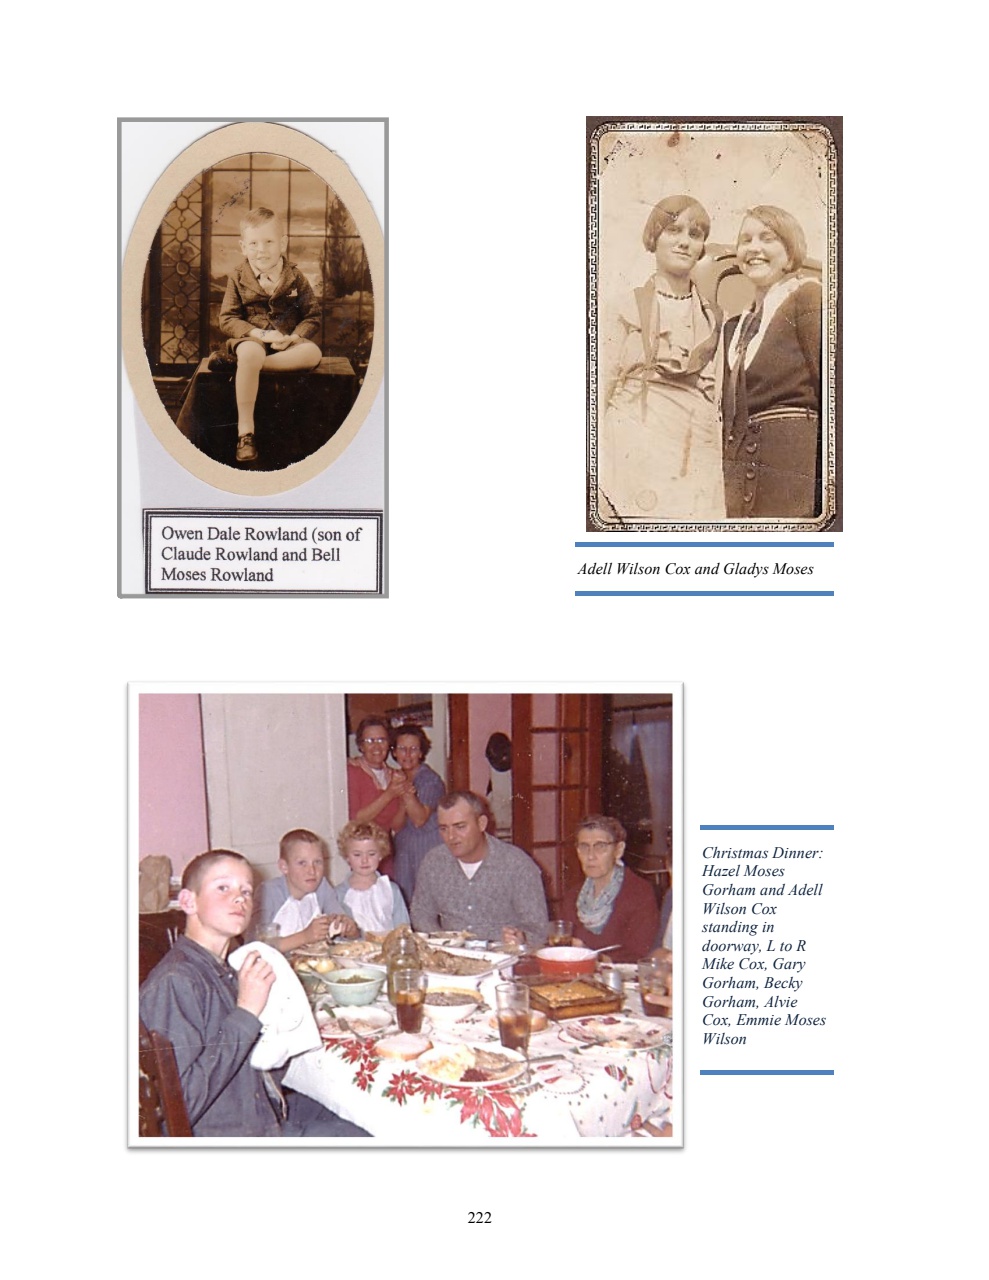 Owen Dale Rowland (son of
Claude Rowland and Bell
Moses Rowland
Adell Wilson Cox and Gladys Moses
Christmas Dinner:
Hazel Moses
Gorham and Adell
Wilson Cox
standing in
doorway, L to R
Mike Cox, Gary
Gorham, Becky
Gorham, Alvie
Cox, Emmie Moses
Wilson
222